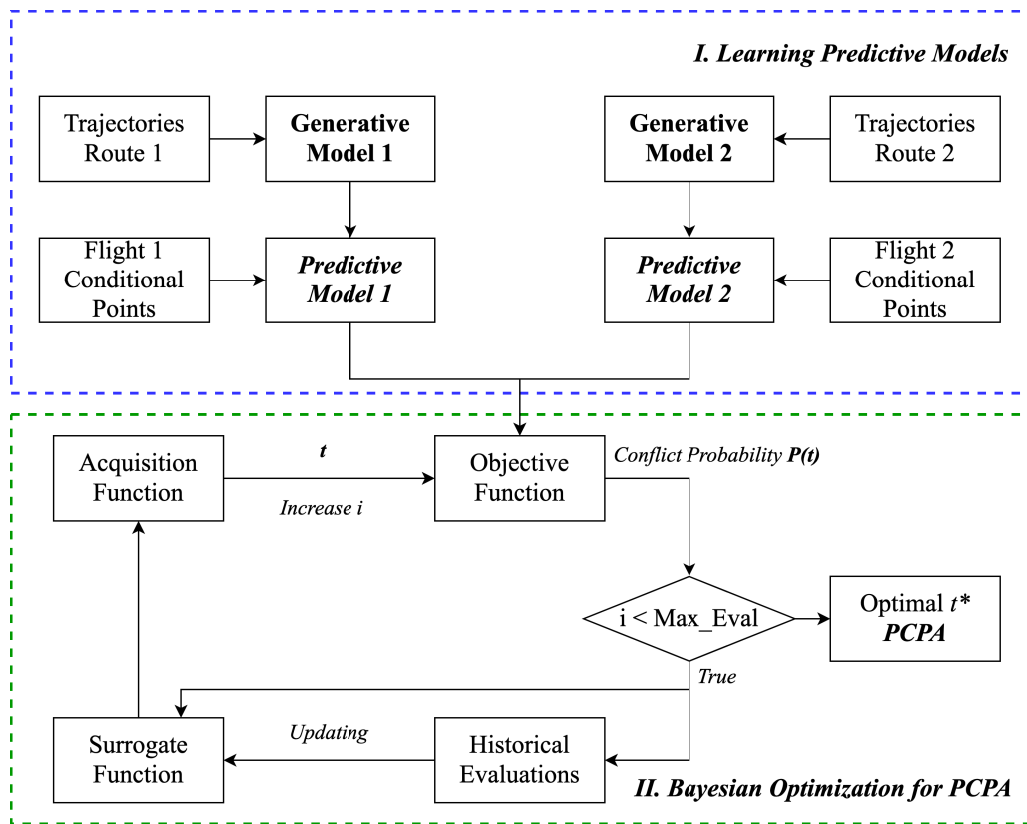 I. Learning Predictive Models
Trajectories
Route 1
Generative
Model 1
Generative
Model 2
Trajectories
Route 2
Flight 1
Conditional
Points
Predictive
Model 1
Predictive
Model 2
Flight 2
Conditional
Points
Acquisition
Function
t
Increase i
Objective
Function
Conflict Probability P(t)
i < Max_Eval
Optimal t*
PCPA
True
Surrogate
Function
Updating
Historical
Evaluations
II. Bayesian Optimization for PCPA